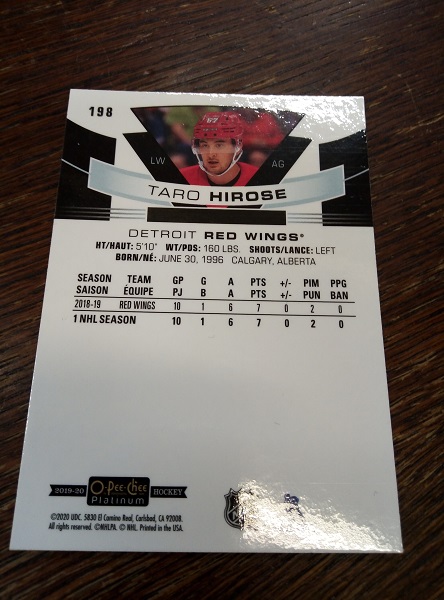 198
67
LW AG
TARO HIROSE
DETROIT RED WINGS®
HT/HAUT: 5'10" WT/PDS: 160 LBS. SHOOTS/LANCE: LEFT
BORN/NÉ: JUNE 30, 1996 CALGARY, ALBERTA
SEASON TEAM GP G A PTS +/- PIM PPG
SAISON ÉQUIPE PJ B A PTS +/- PUN BAN
2018-19 RED WINGS 10 1 6 7 0 2 0
1 NHL SEASON 10 1 6 7 0 2 0
2019-20 O-Pee-Chee Platinum HOCKEY
©2020 UDC. 5830 El Camino Real, Carlsbad, CA 92008.
All rights reserved. ©NHLPA. © NHL. Printed in the USA.